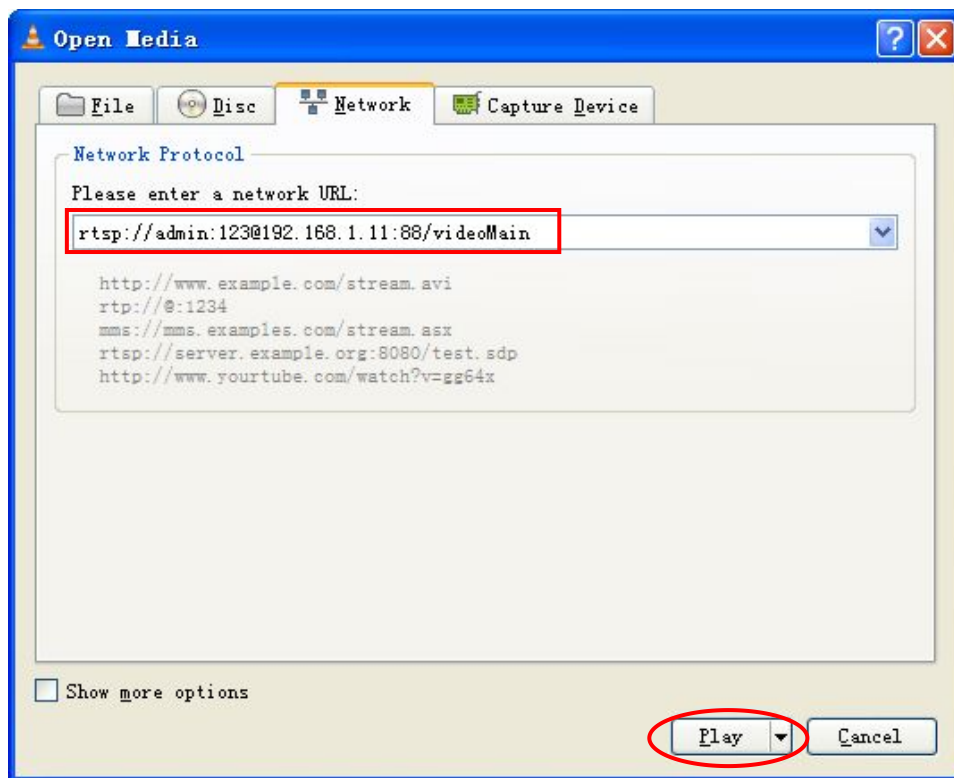 Open Media
File Disc Network Capture Device
Network Protocol
Please enter a network URL:
rtsp://admin:123@192.168.1.11:88/videoMain
http://www.example.com/stream.avi
rtp://@:1234
mms://mms.examples.com/stream.asx
rtsp://server.example.org:8080/test.sdp
http://www.yourtube.com/watch?v=gg64x
Show more options
Play Cancel